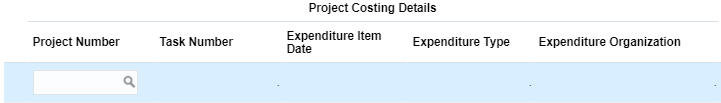 Project Costing Details
Project Number Task Number Expenditure Item Date Expenditure Type Expenditure Organization